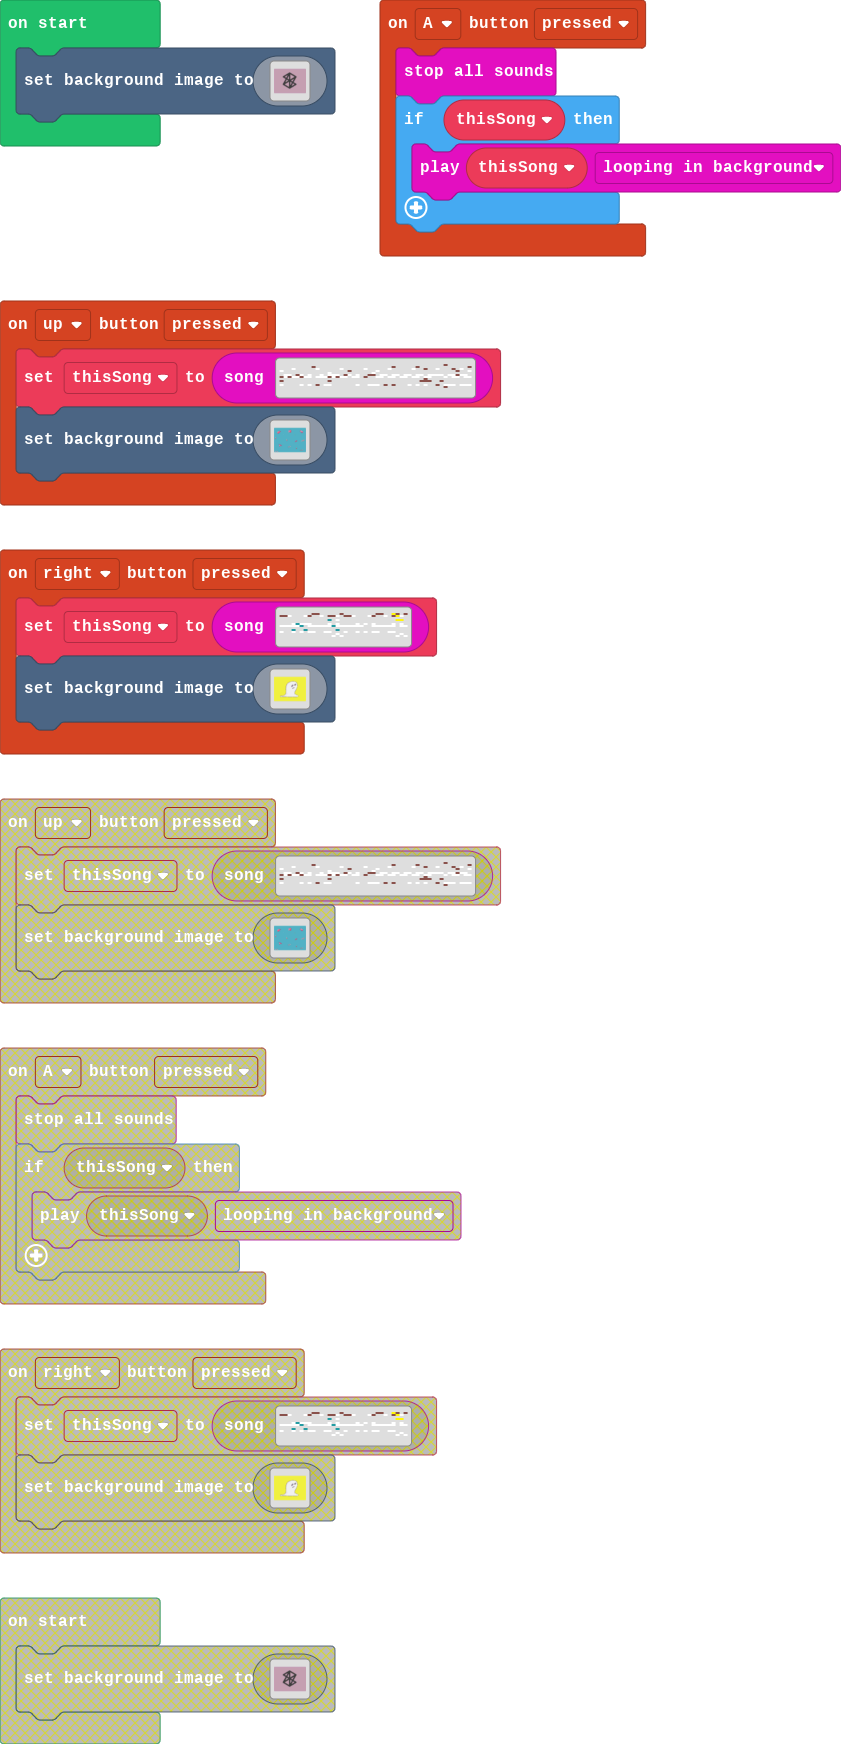 on start
set background image to
on A button pressed
stop all sounds
if thisSong then
play thisSong looping in background
on up button pressed
set thisSong to song
set background image to
on right button pressed
set thisSong to song
set background image to
on up button pressed
set thisSong to song
set background image to
on A button pressed
stop all sounds
if thisSong then
play thisSong looping in background
on right button pressed
set thisSong to song
set background image to
on start
set background image to